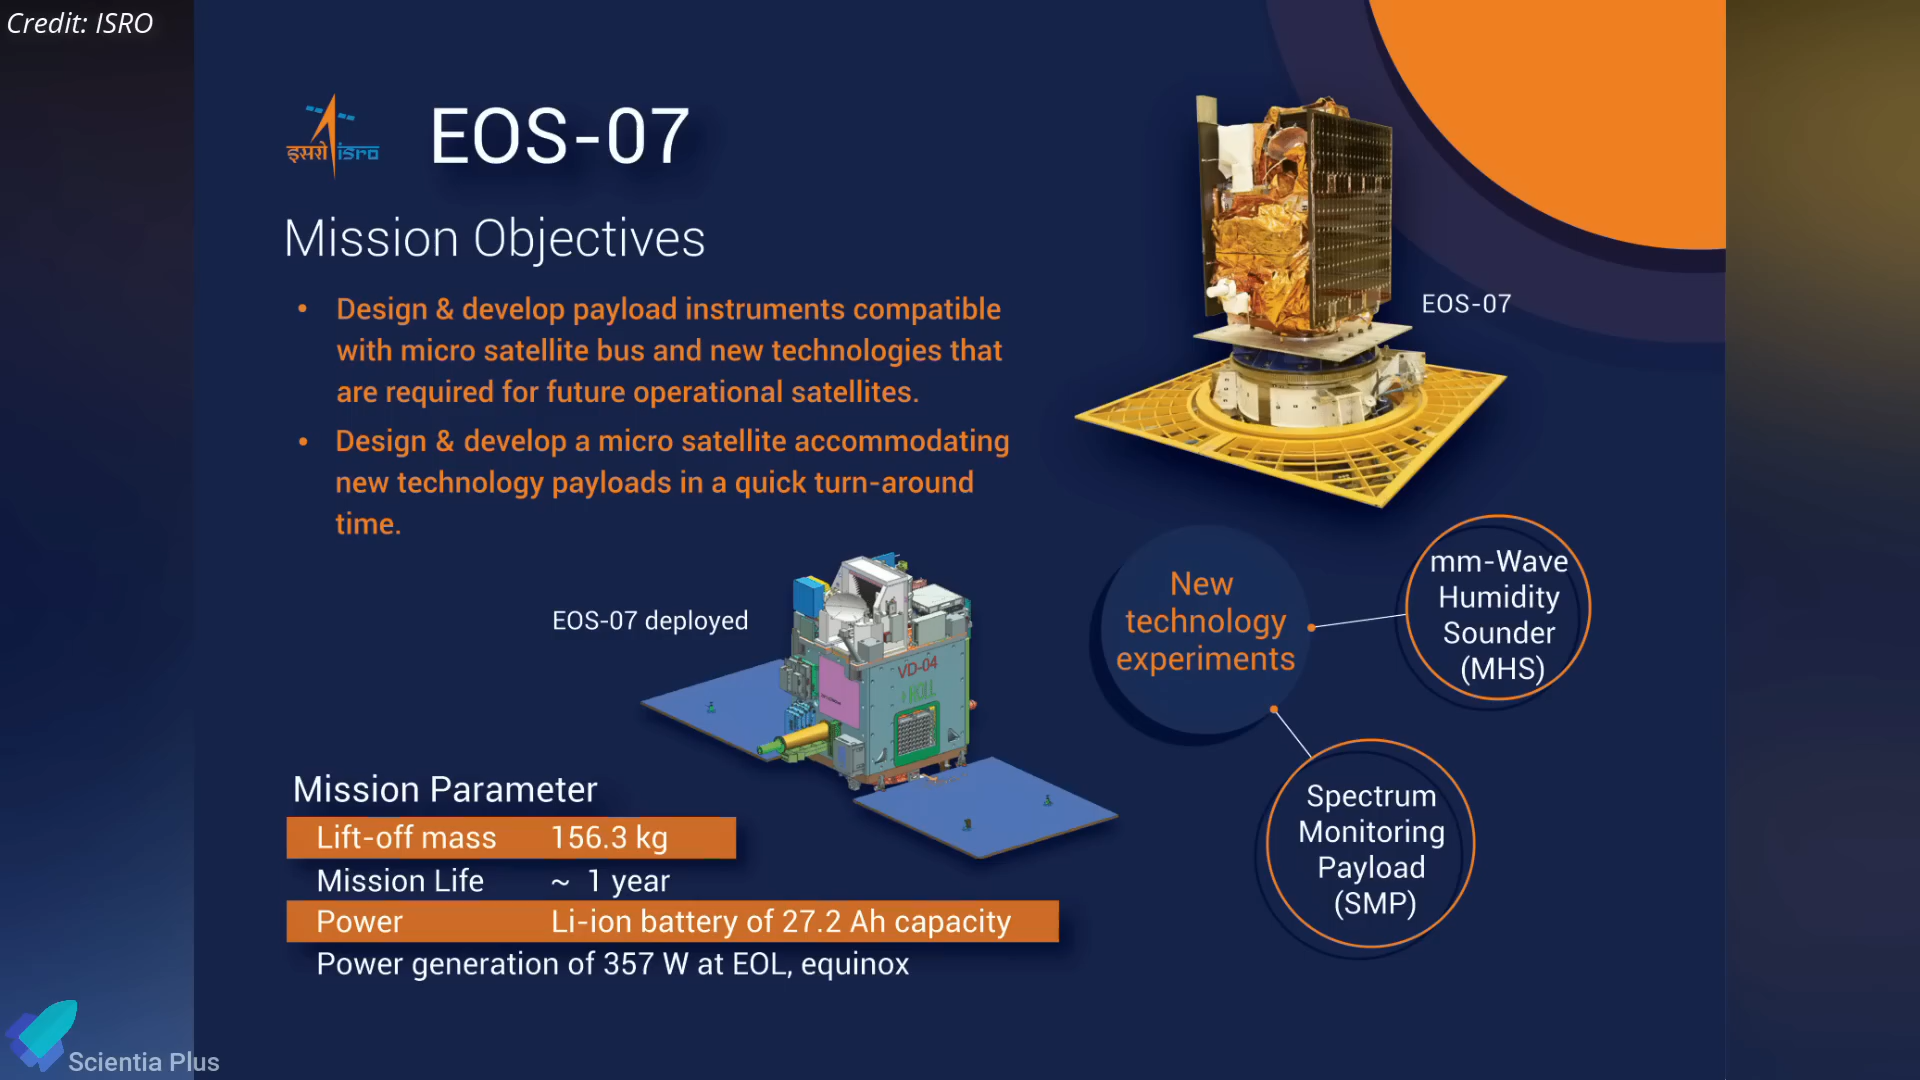 Credit: ISRO
इसरो isro
EOS-07
Mission Objectives
• Design & develop payload instruments compatible
with micro satellite bus and new technologies that
are required for future operational satellites.
• Design & develop a micro satellite accommodating
new technology payloads in a quick turn-around
time.
EOS-07
EOS-07 deployed
VD-04
ROLL
New
technology
experiments
mm-Wave
Humidity
Sounder
(MHS)
Spectrum
Monitoring
Payload
(SMP)
Mission Parameter
Lift-off mass 156.3 kg
Mission Life ~ 1 year
Power Li-ion battery of 27.2 Ah capacity
Power generation of 357 W at EOL, equinox
Scientia Plus